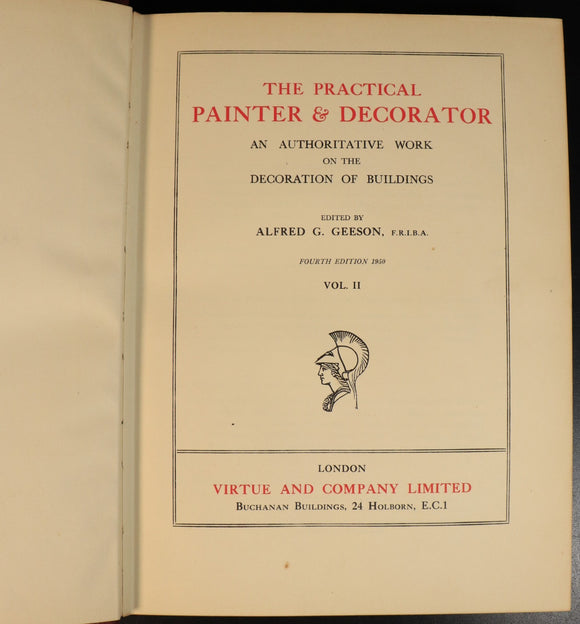 THE PRACTICAL
PAINTER & DECORATOR
AN AUTHORITATIVE WORK
ON THE
DECORATION OF BUILDINGS
EDITED BY
ALFRED G. GEESON, F.R.I.B.A.
FOURTH EDITION 1950
VOL. II
LONDON
VIRTUE AND COMPANY LIMITED
BUCHANAN BUILDINGS, 24 HOLBORN, E.C.1